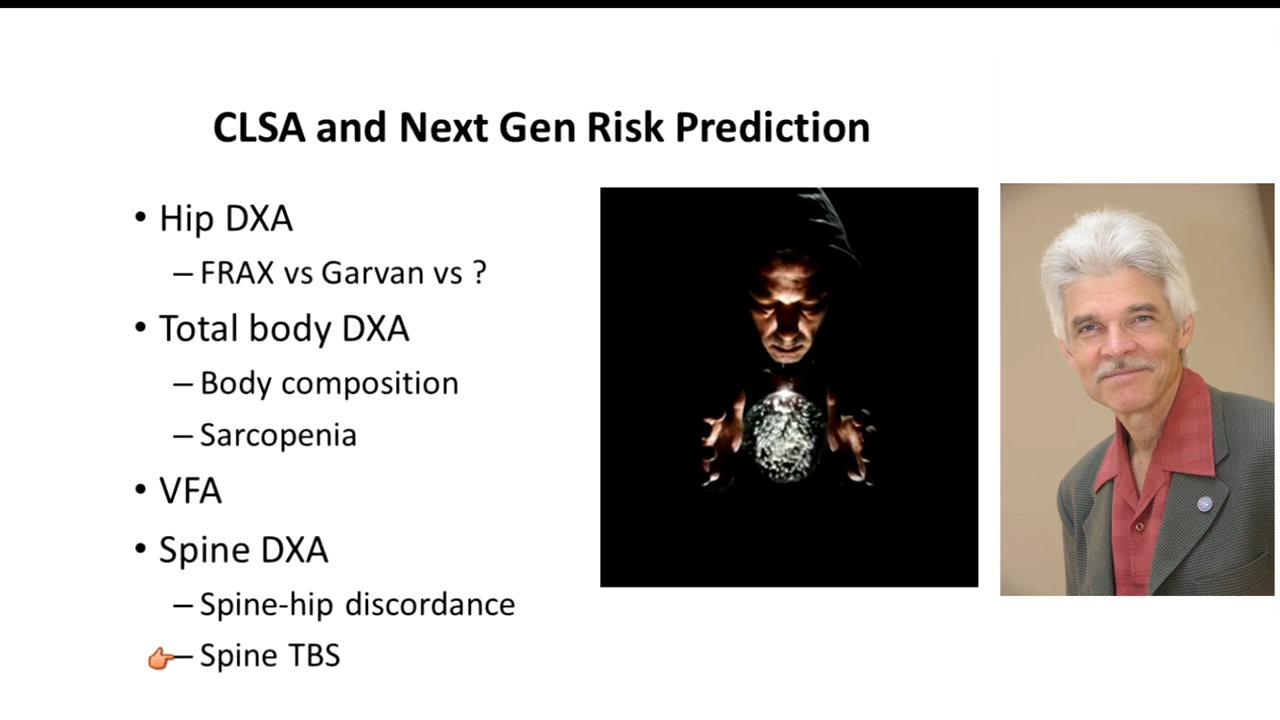 CLSA and Next Gen Risk Prediction
• Hip DXA
– FRAX vs Garvan vs ?
• Total body DXA
– Body composition
– Sarcopenia
• VFA
• Spine DXA
– Spine-hip discordance
– Spine TBS